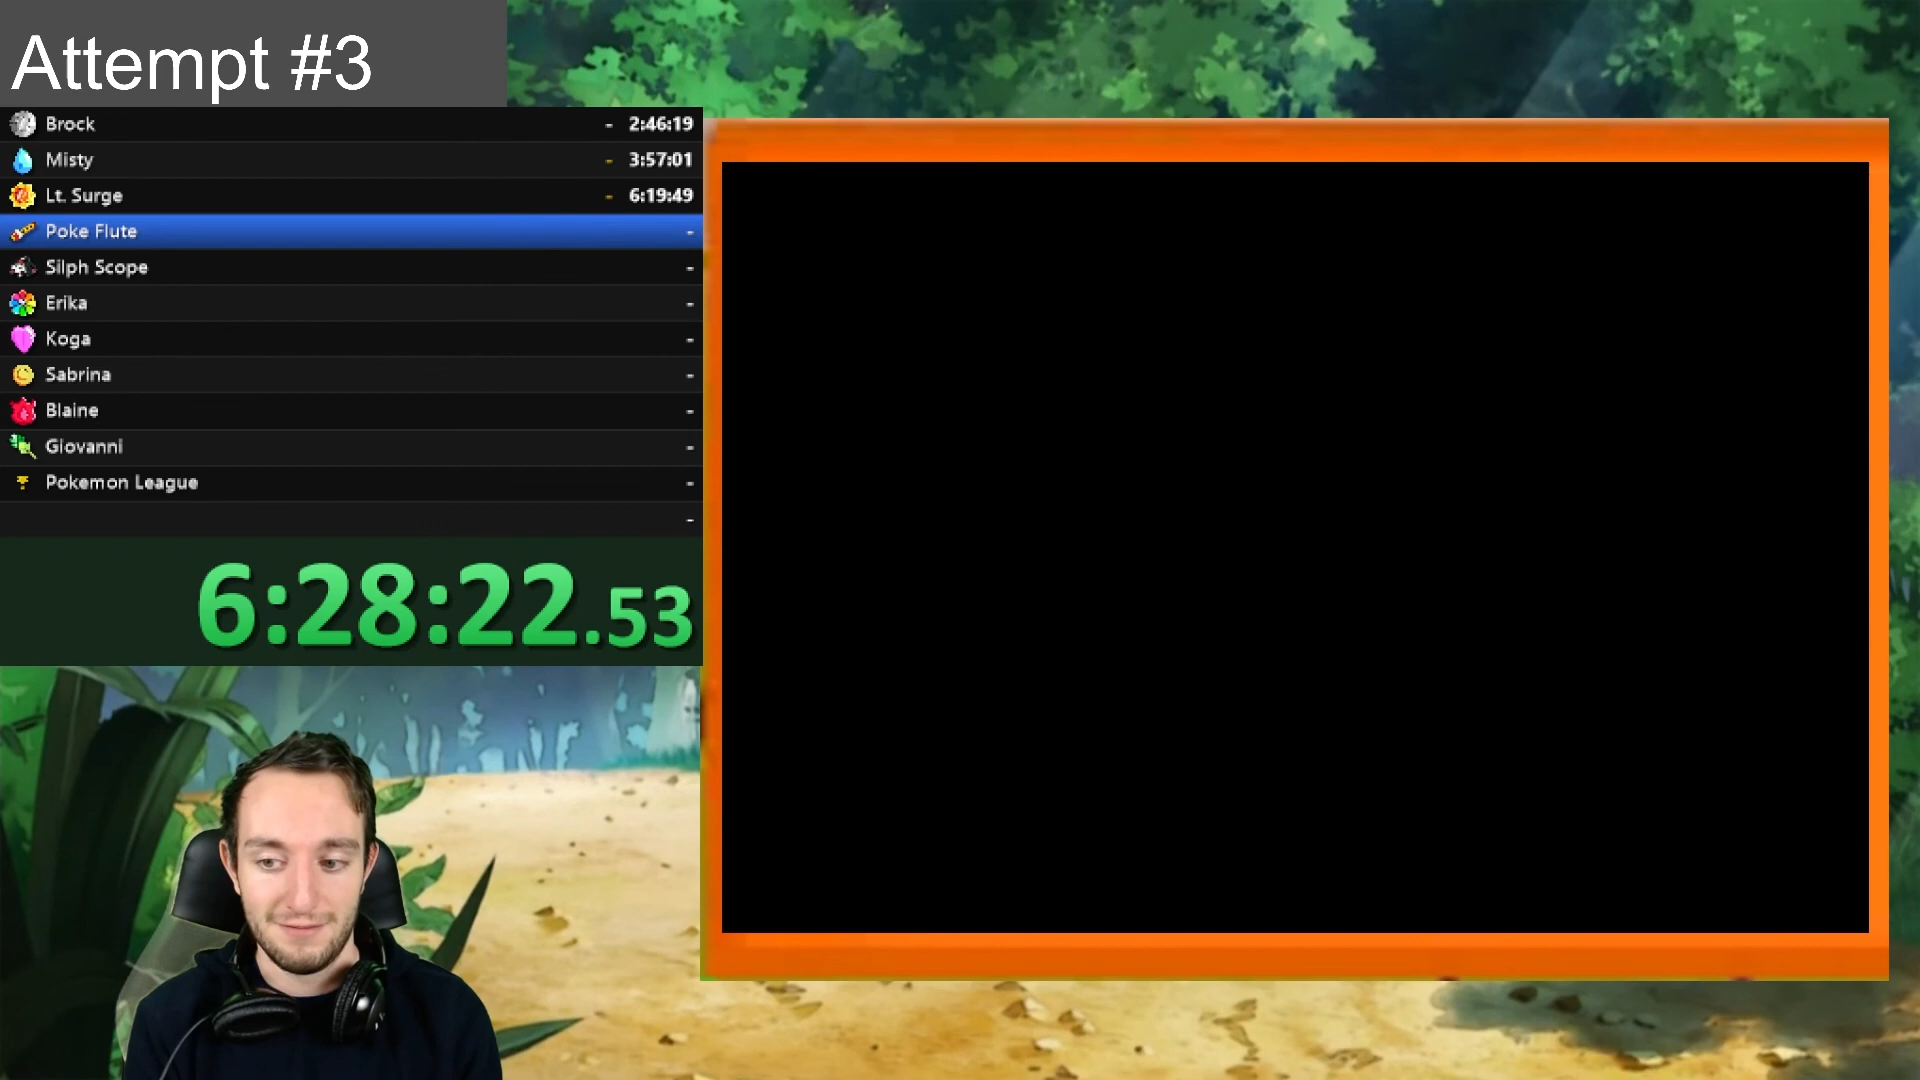 Attempt #3
Brock - 2:46:19
Misty - 3:57:01
Lt. Surge - 6:19:49
Poke Flute -
Silph Scope -
Erika -
Koga -
Sabrina -
Blaine -
Giovanni -
Pokemon League -
-
6:28:22.53